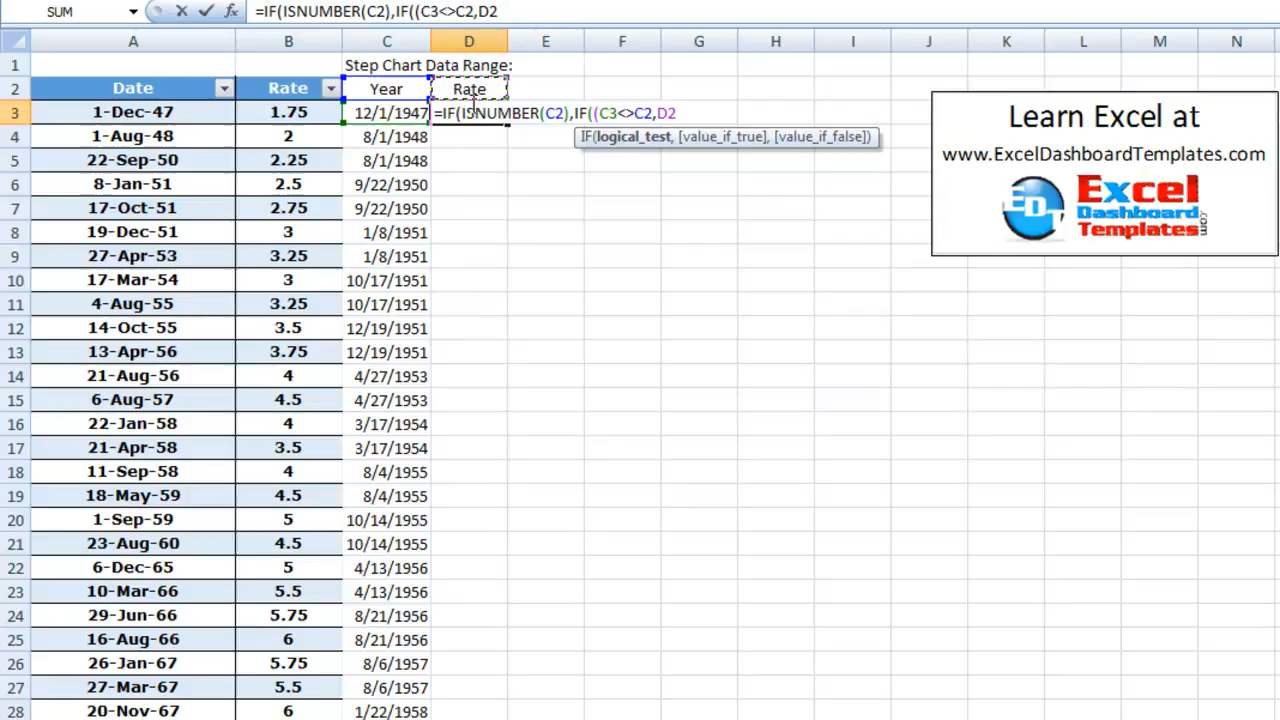 SUM =IF(ISNUMBER(C2),IF((C3<>C2,D2
A B C D E F G H I J K L M N
1 Step Chart Data Range:
2 Date Rate Year Rate
3 1-Dec-47 1.75 12/1/1947 =IF(ISNUMBER(C2),IF((C3<>C2,D2
4 1-Aug-48 2 8/1/1948
IF(logical_test, [value_if_true], [value_if_false])
5 22-Sep-50 2.25 8/1/1948
6 8-Jan-51 2.5 9/22/1950
7 17-Oct-51 2.75 9/22/1950
8 19-Dec-51 3 1/8/1951
9 27-Apr-53 3.25 1/8/1951
10 17-Mar-54 3 10/17/1951
11 4-Aug-55 3.25 10/17/1951
12 14-Oct-55 3.5 12/19/1951
13 13-Apr-56 3.75 12/19/1951
14 21-Aug-56 4 4/27/1953
15 6-Aug-57 4.5 4/27/1953
16 22-Jan-58 4 3/17/1954
17 21-Apr-58 3.5 3/17/1954
18 11-Sep-58 4 8/4/1955
19 18-May-59 4.5 8/4/1955
20 1-Sep-59 5 10/14/1955
21 23-Aug-60 4.5 10/14/1955
22 6-Dec-65 5 4/13/1956
23 10-Mar-66 5.5 4/13/1956
24 29-Jun-66 5.75 8/21/1956
25 16-Aug-66 6 8/21/1956
26 26-Jan-67 5.75 8/6/1957
27 27-Mar-67 5.5 8/6/1957
28 20-Nov-67 6 1/22/1958
Learn Excel at
www.ExcelDashboardTemplates.com
EDT Excel
Dashboard
Templates.com